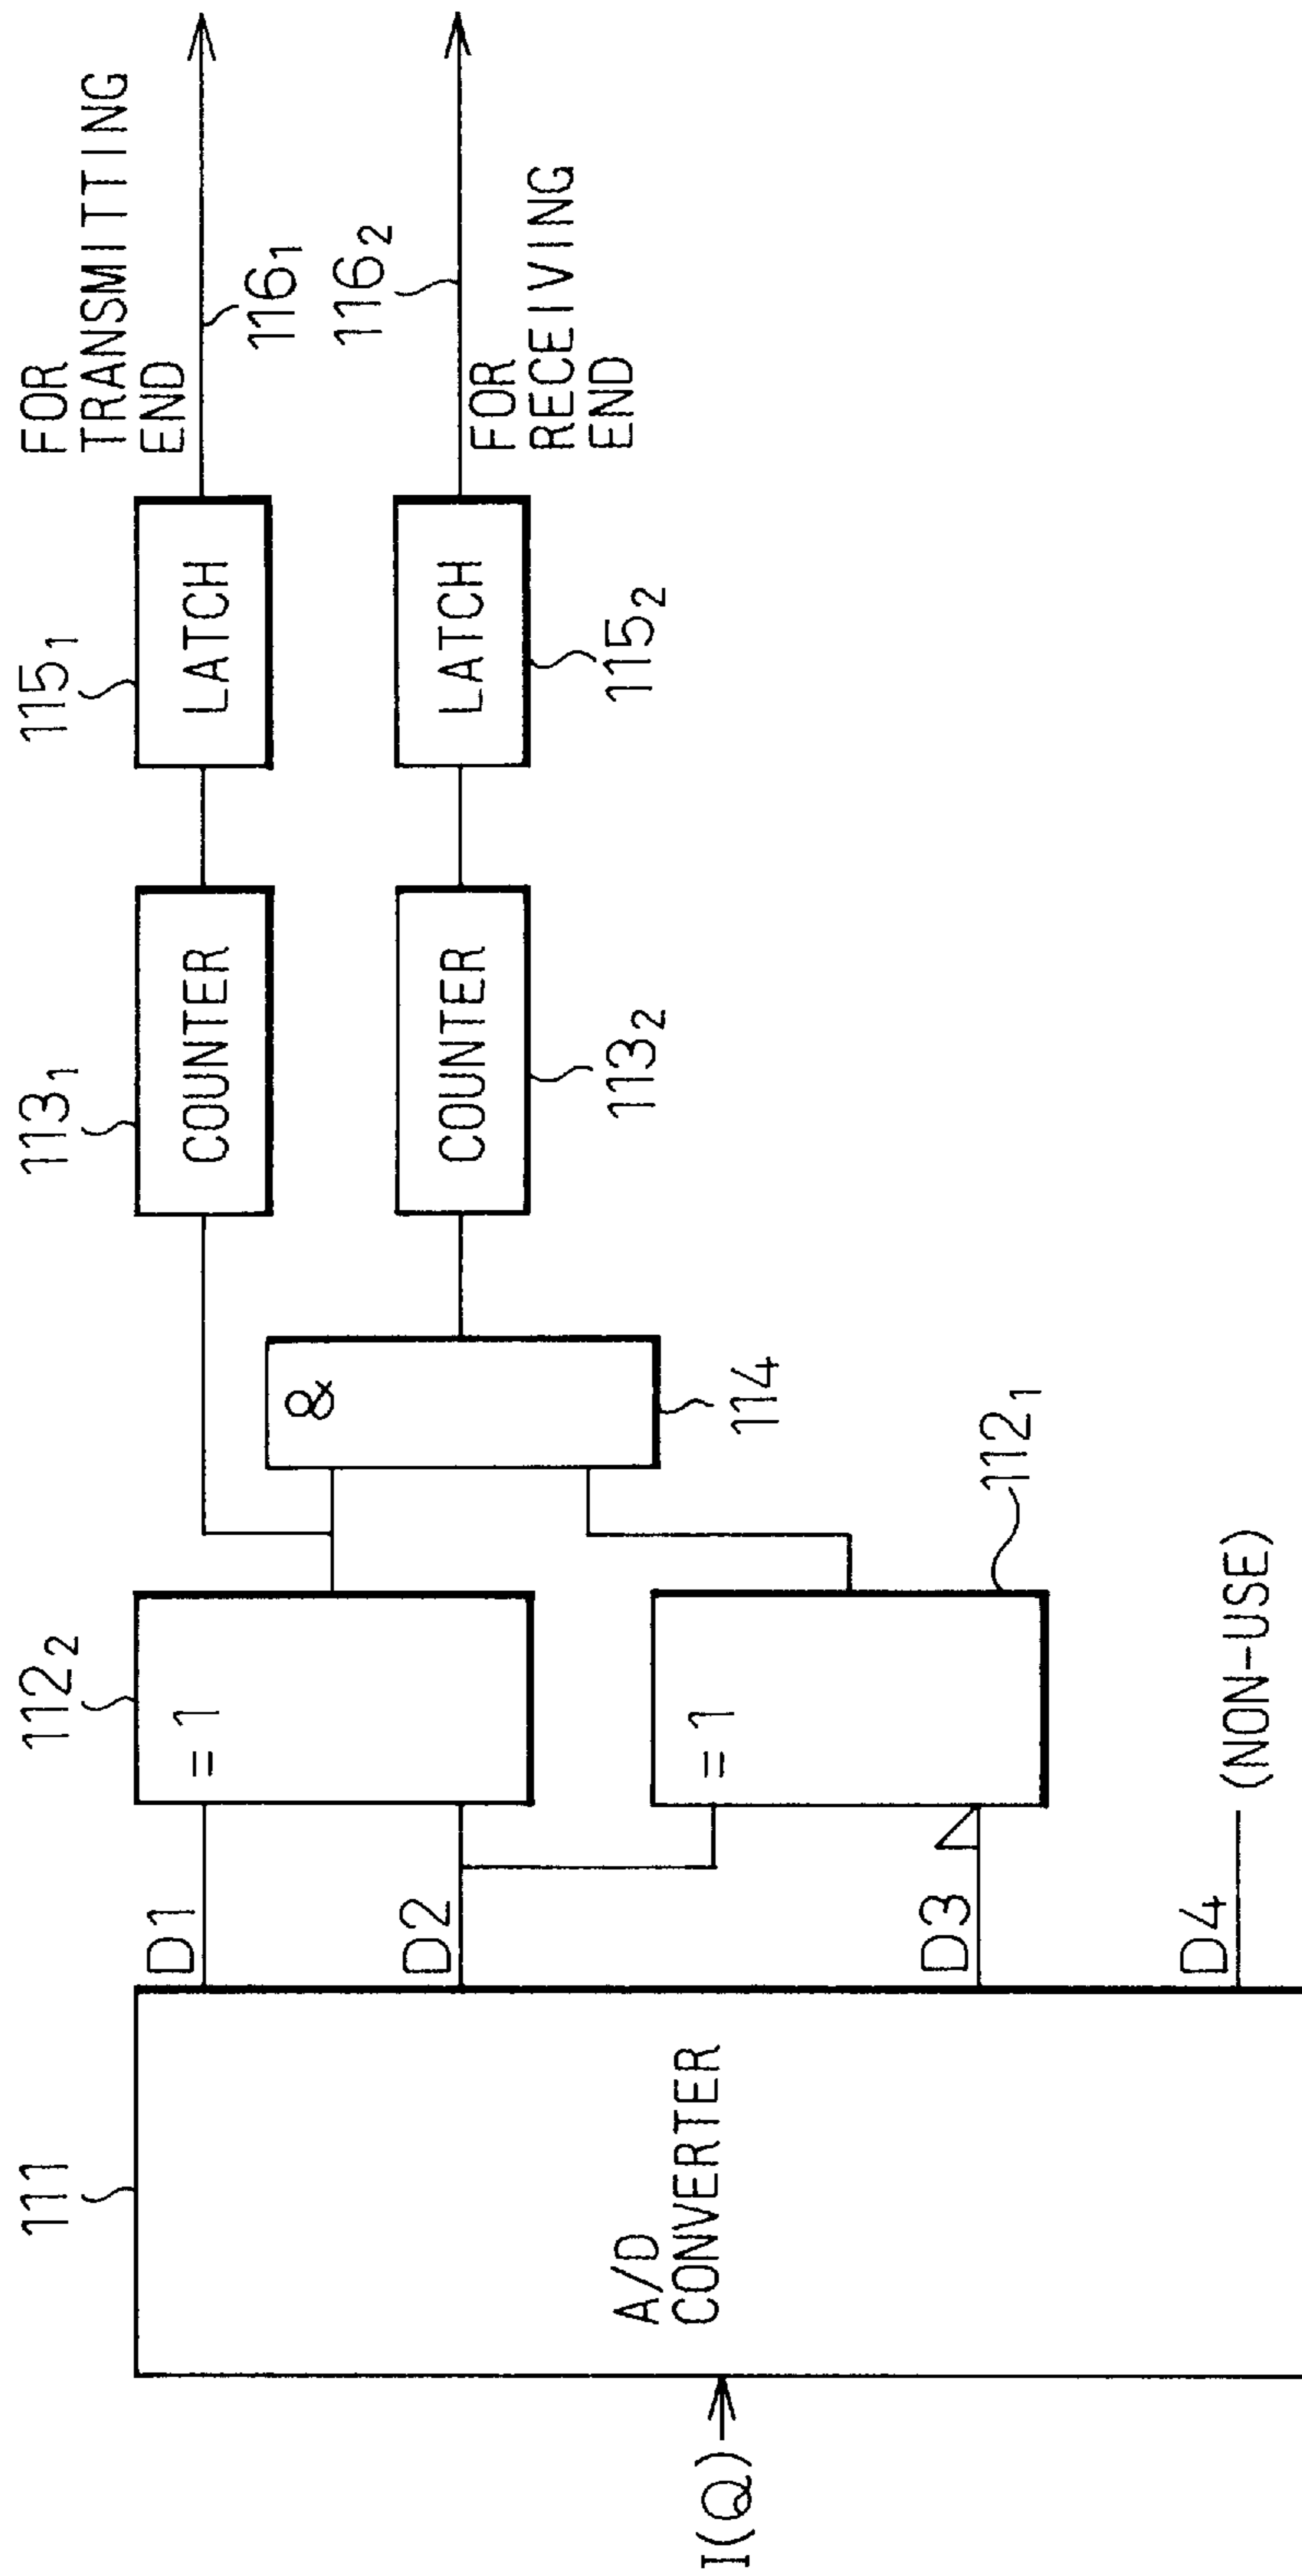 I(Q)
111
A/D
CONVERTER
D1
D2
D3
D4
(NON-USE)
112₂
= 1
= 1
112₁
&
114
113₁
COUNTER
COUNTER
113₂
115₁
LATCH
LATCH
115₂
FOR
TRANSMITTING
END
116₁
116₂
FOR
RECEIVING
END